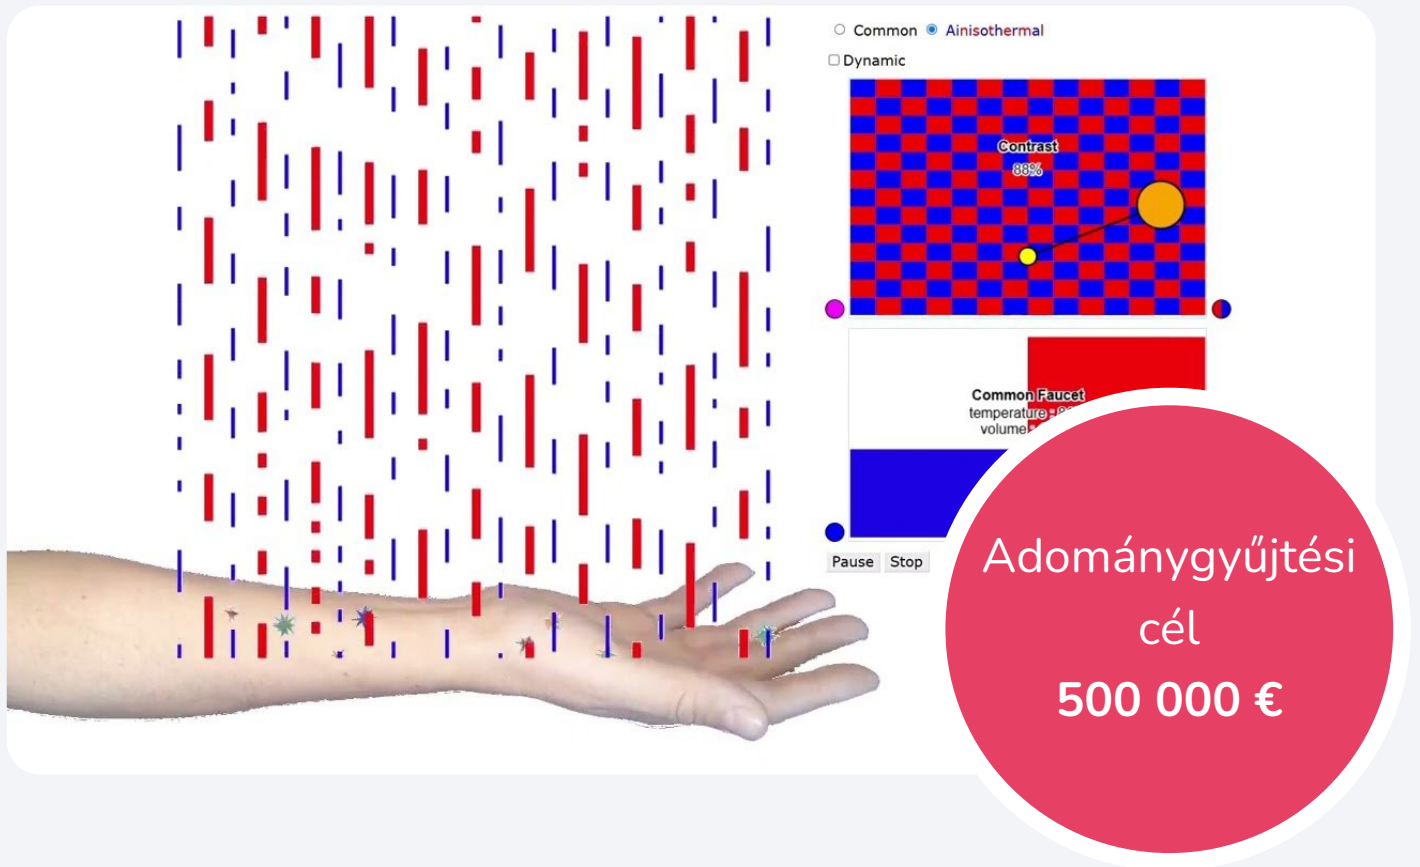 Common Ainisothermal
Dynamic
Contrast
88%
Common Faucet
temperature
volume
Pause Stop
Adománygyűjtési
cél
500 000 €